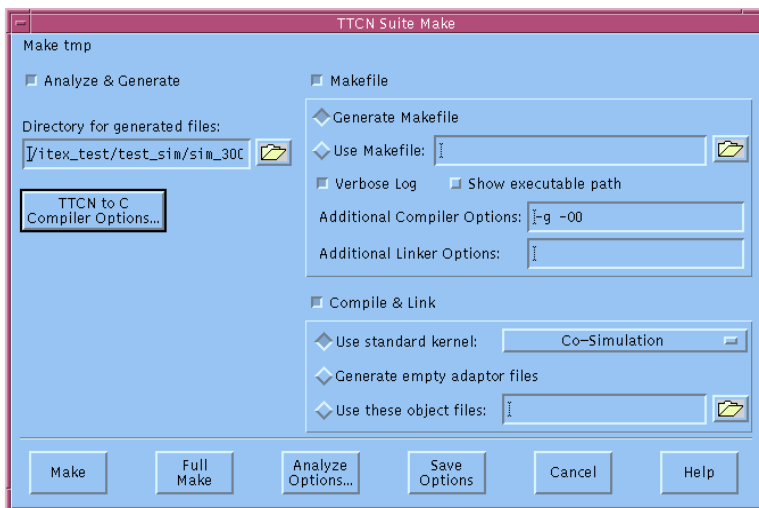 TTCN Suite Make
Make tmp
Analyze & Generate
Directory for generated files:
/itex_test/test_sim/sim_300
TTCN to C
Compiler Options...
Makefile
Generate Makefile
Use Makefile:
Verbose Log
Show executable path
Additional Compiler Options:
-g -O0
Additional Linker Options:
Compile & Link
Use standard kernel:
Co-Simulation
Generate empty adaptor files
Use these object files:
Make
Full
Make
Analyze
Options...
Save
Options
Cancel
Help